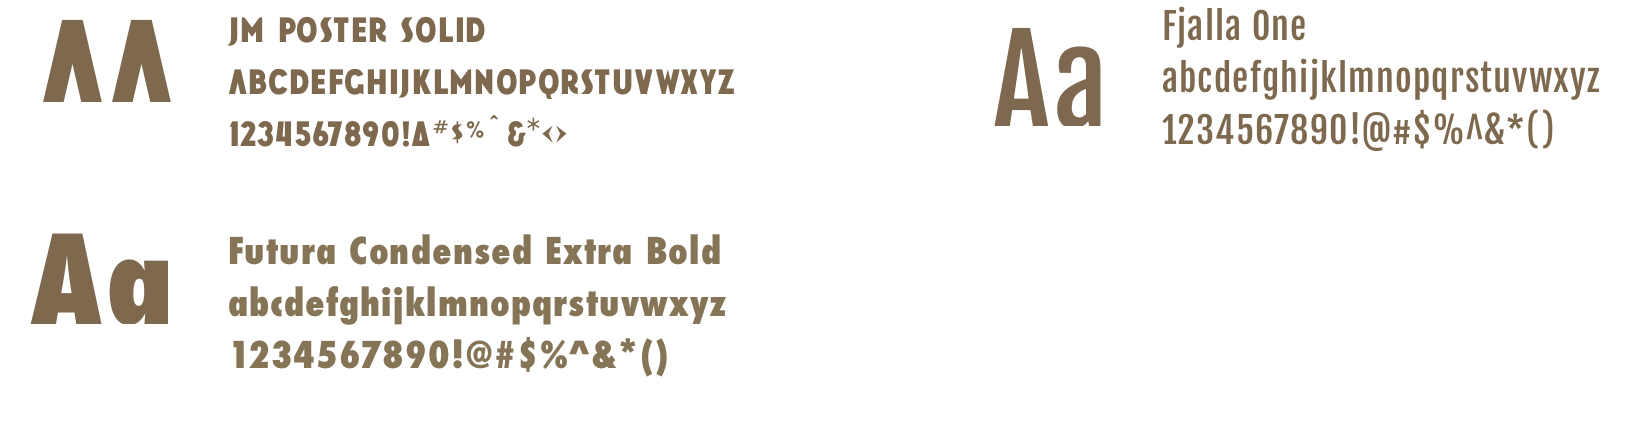 AA
JM POSTER SOLID
ABCDEFGHIJKLMNOPQRSTUVWXYZ
1234567890!A#$%ˆ&*‹›
Aa
Fjalla One
abcdefghijklmnopqrstuvwxyz
1234567890!@#$%^&*()
Aa
Futura Condensed Extra Bold
abcdefghijklmnopqrstuvwxyz
1234567890!@#$%^&*()